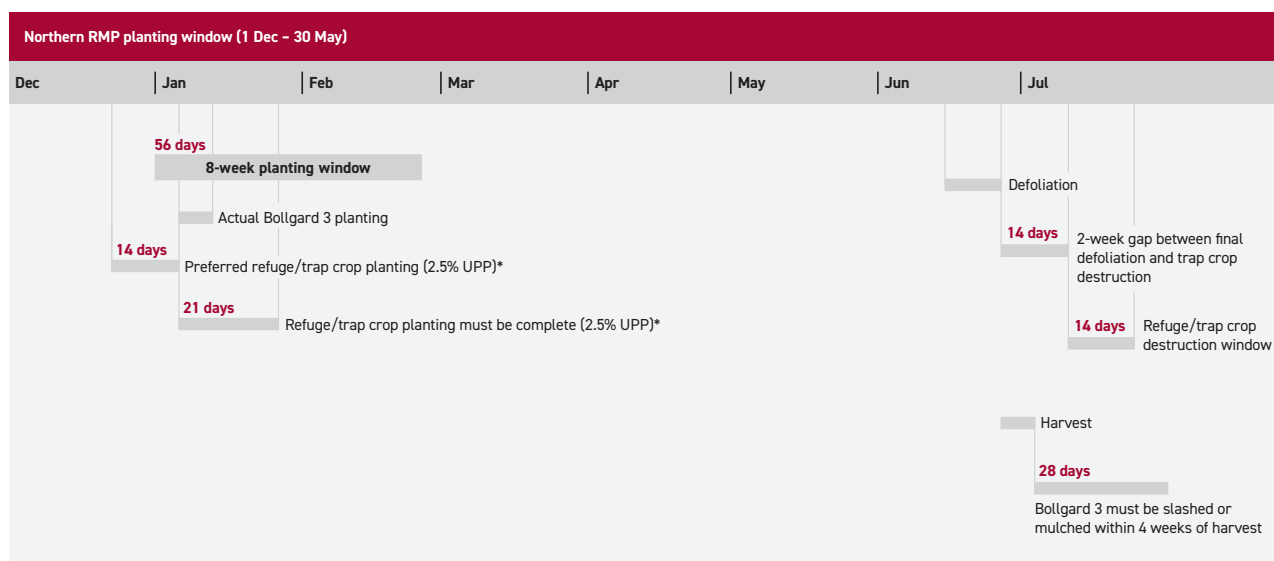 Northern RMP planting window (1 Dec – 30 May)
Dec Jan Feb Mar Apr May Jun Jul
56 days
8-week planting window
Actual Bollgard 3 planting
14 days
Preferred refuge/trap crop planting (2.5% UPP)*
21 days
Refuge/trap crop planting must be complete (2.5% UPP)*
Defoliation
14 days
2-week gap between final
defoliation and trap crop
destruction
14 days
Refuge/trap crop
destruction window
Harvest
28 days
Bollgard 3 must be slashed or
mulched within 4 weeks of harvest